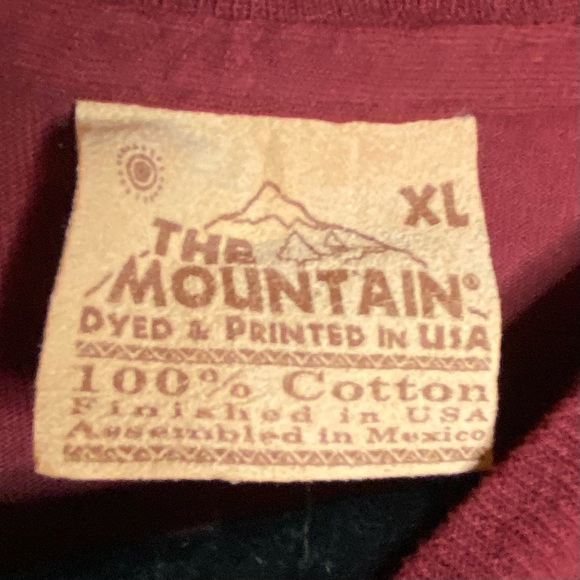 XL
THE
MOUNTAIN®
DYED & PRINTED IN USA
100% Cotton
Finished in USA
Assembled in Mexico